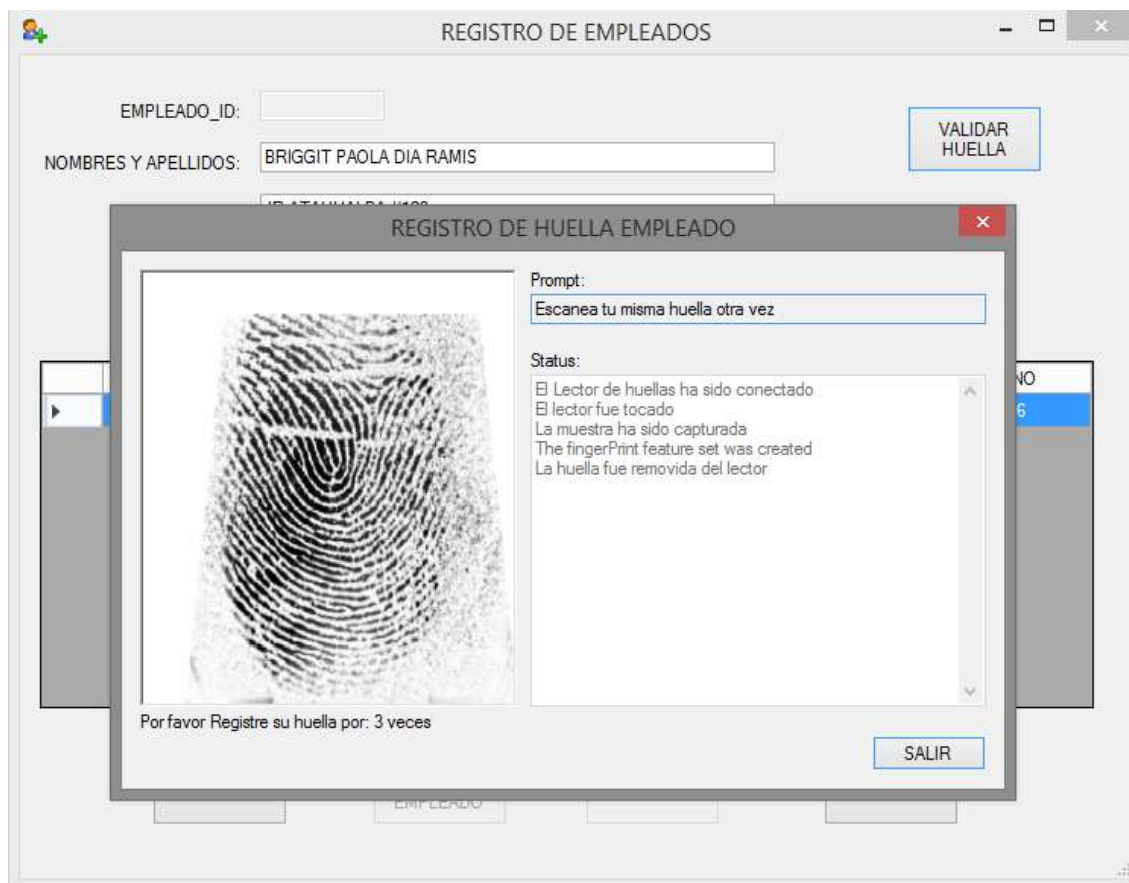 REGISTRO DE EMPLEADOS
EMPLEADO_ID:
VALIDAR
HUELLA
NOMBRES Y APELLIDOS: BRIGGIT PAOLA DIA RAMIS
REGISTRO DE HUELLA EMPLEADO
Prompt:
Escanea tu misma huella otra vez
Status:
El Lector de huellas ha sido conectado
El lector fue tocado
La muestra ha sido capturada
The fingerPrint feature set was created
La huella fue removida del lector
NO
6
Por favor Registre su huella por: 3 veces
SALIR
EMPLEADO